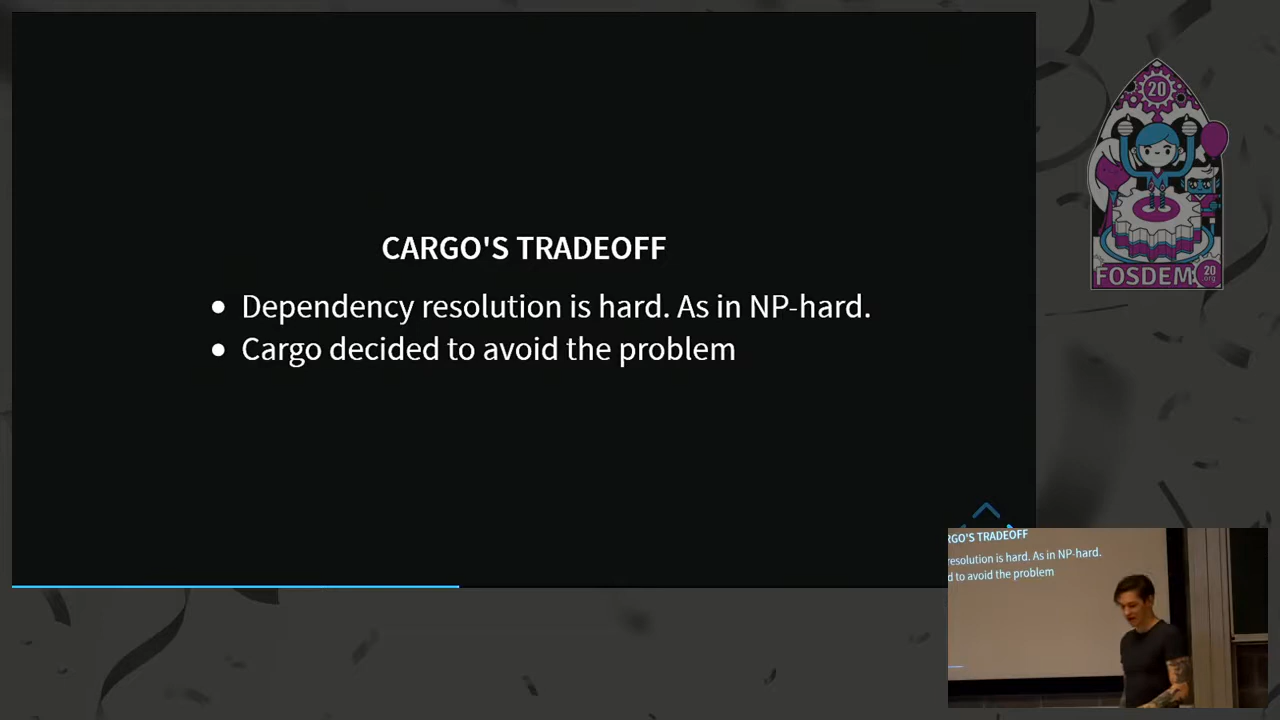 CARGO'S TRADEOFF
Dependency resolution is hard. As in NP-hard.
Cargo decided to avoid the problem
20
FOSDEM
20
.org
RGO'S TRADEOFF
resolution is hard. As in NP-hard.
d to avoid the problem